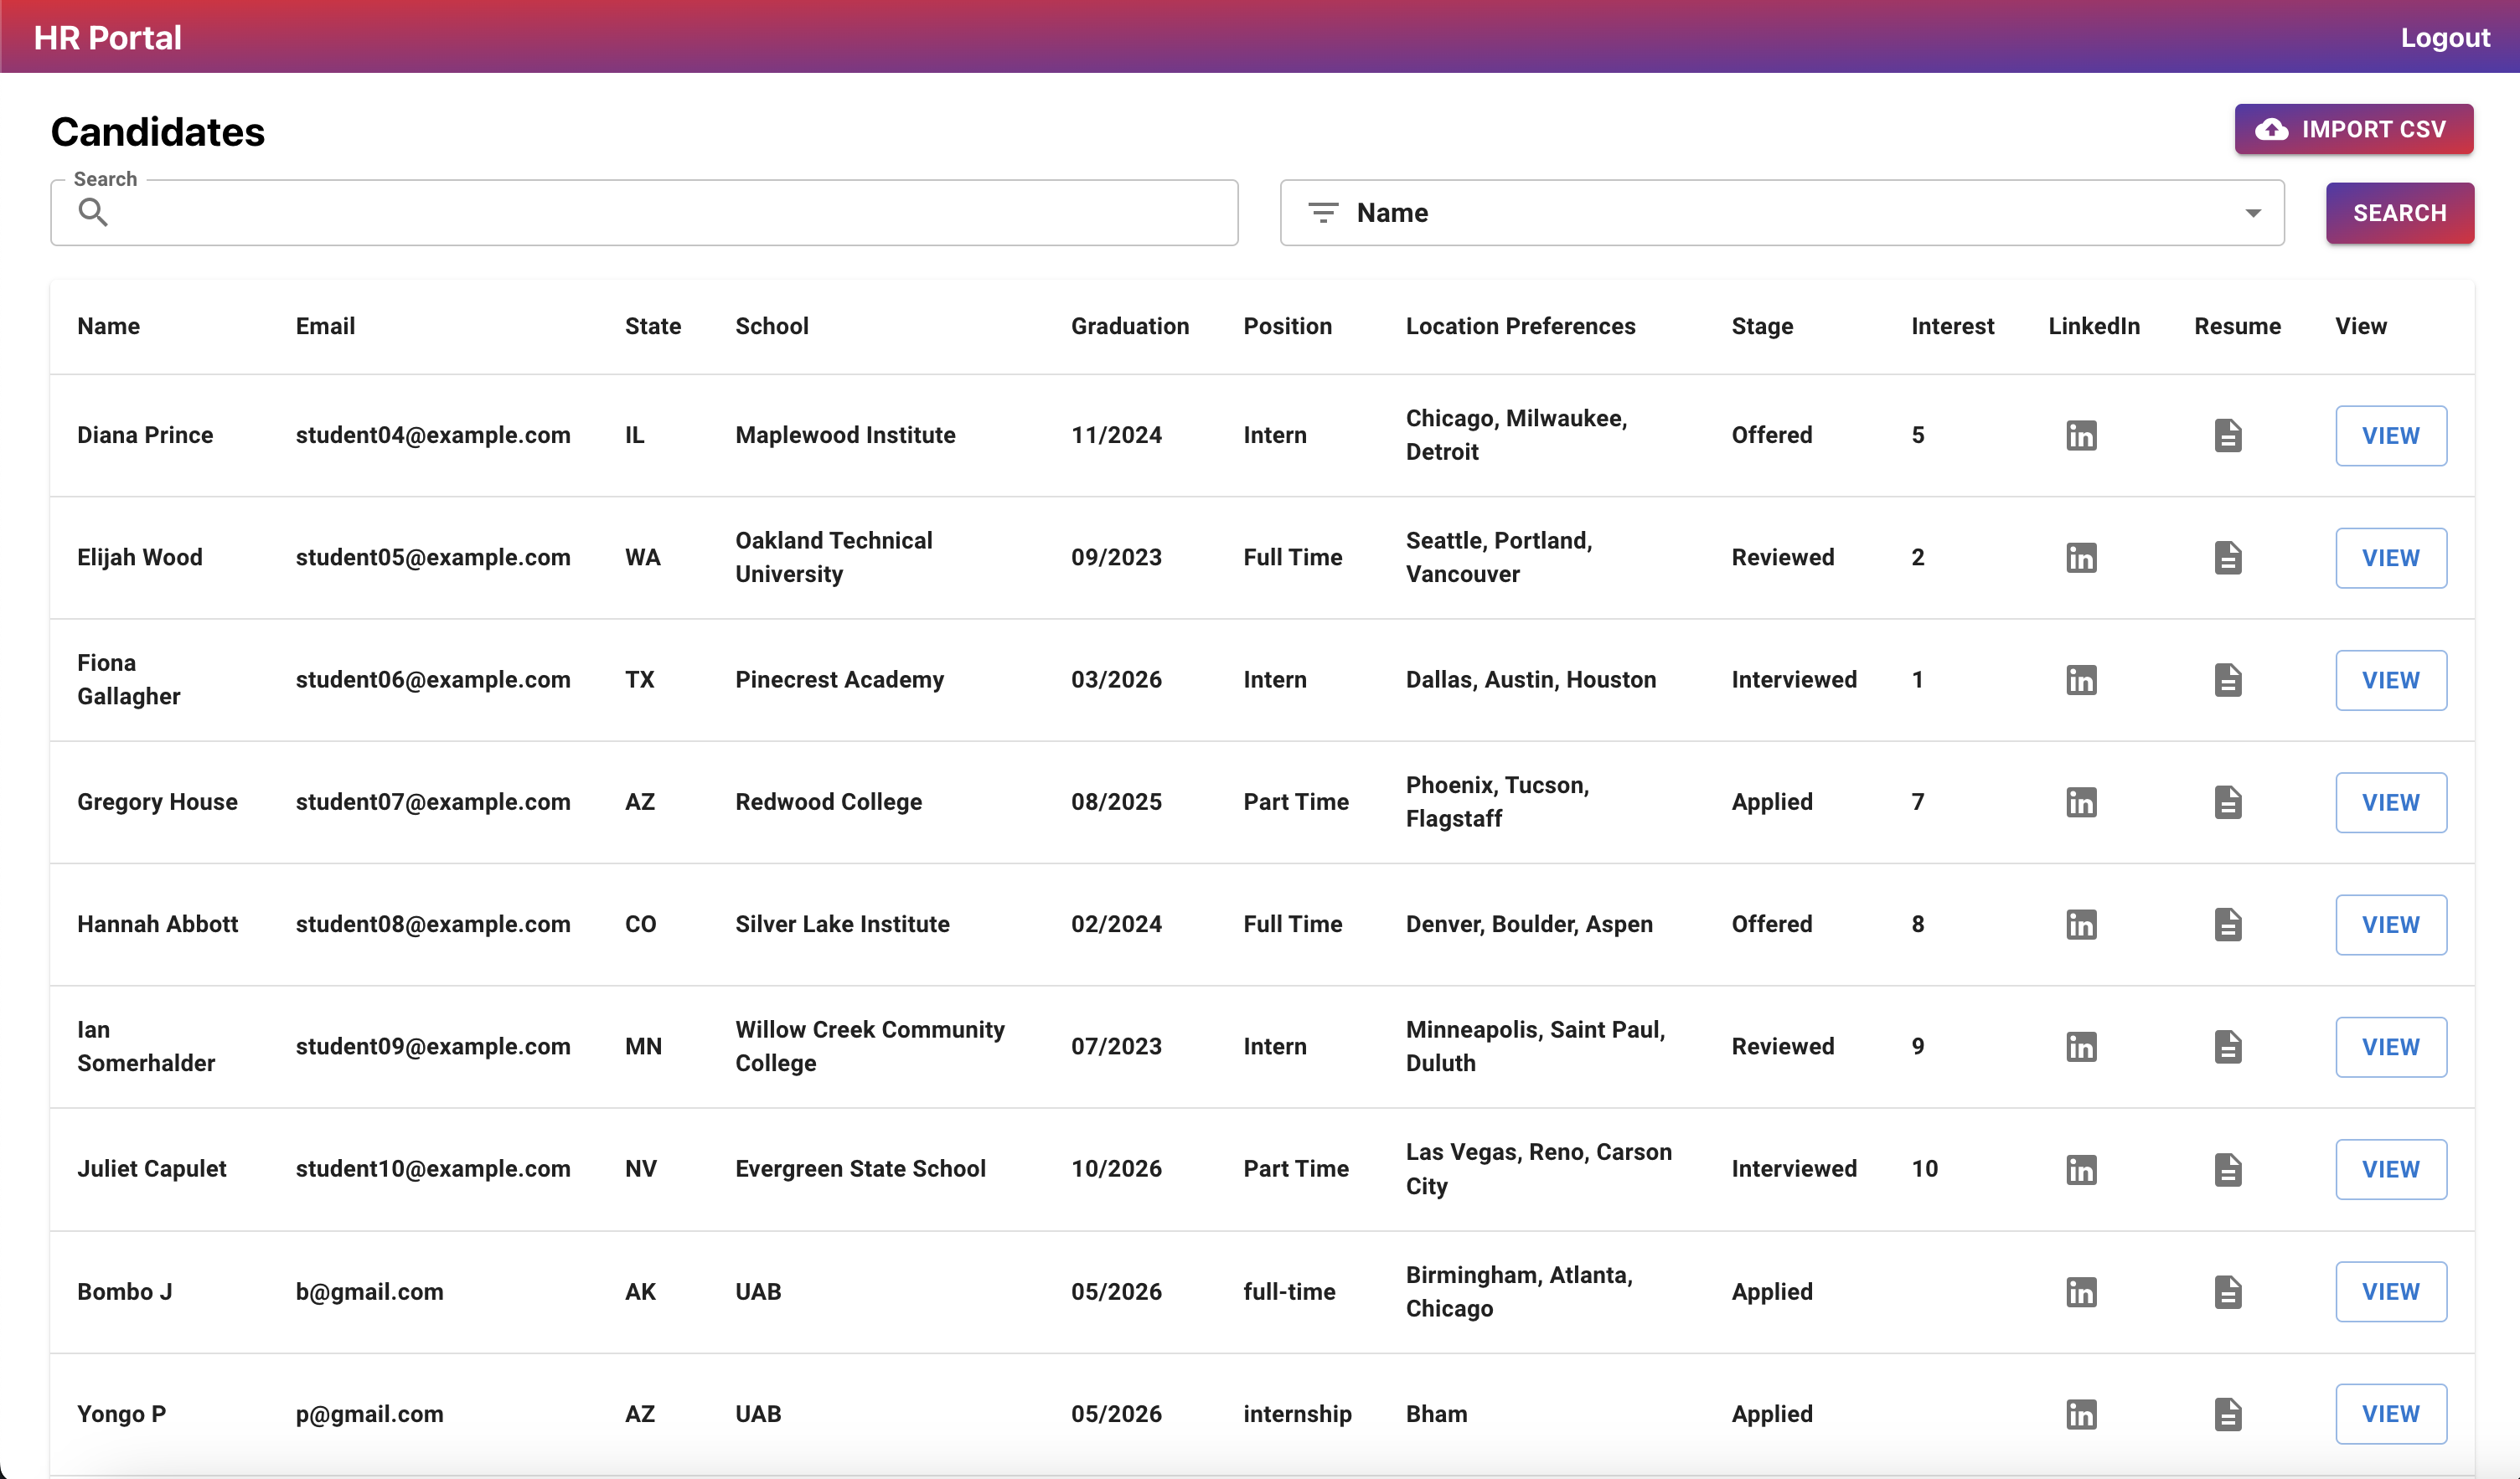 HR Portal Logout
Candidates
IMPORT CSV
Search
Name
SEARCH
Name Email State School Graduation Position Location Preferences Stage Interest LinkedIn Resume View
Diana Prince student04@example.com IL Maplewood Institute 11/2024 Intern Chicago, Milwaukee, Detroit Offered 5 in VIEW
Elijah Wood student05@example.com WA Oakland Technical University 09/2023 Full Time Seattle, Portland, Vancouver Reviewed 2 in VIEW
Fiona Gallagher student06@example.com TX Pinecrest Academy 03/2026 Intern Dallas, Austin, Houston Interviewed 1 in VIEW
Gregory House student07@example.com AZ Redwood College 08/2025 Part Time Phoenix, Tucson, Flagstaff Applied 7 in VIEW
Hannah Abbott student08@example.com CO Silver Lake Institute 02/2024 Full Time Denver, Boulder, Aspen Offered 8 in VIEW
Ian Somerhalder student09@example.com MN Willow Creek Community College 07/2023 Intern Minneapolis, Saint Paul, Duluth Reviewed 9 in VIEW
Juliet Capulet student10@example.com NV Evergreen State School 10/2026 Part Time Las Vegas, Reno, Carson City Interviewed 10 in VIEW
Bombo J b@gmail.com AK UAB 05/2026 full-time Birmingham, Atlanta, Chicago Applied in VIEW
Yongo P p@gmail.com AZ UAB 05/2026 internship Bham Applied in VIEW